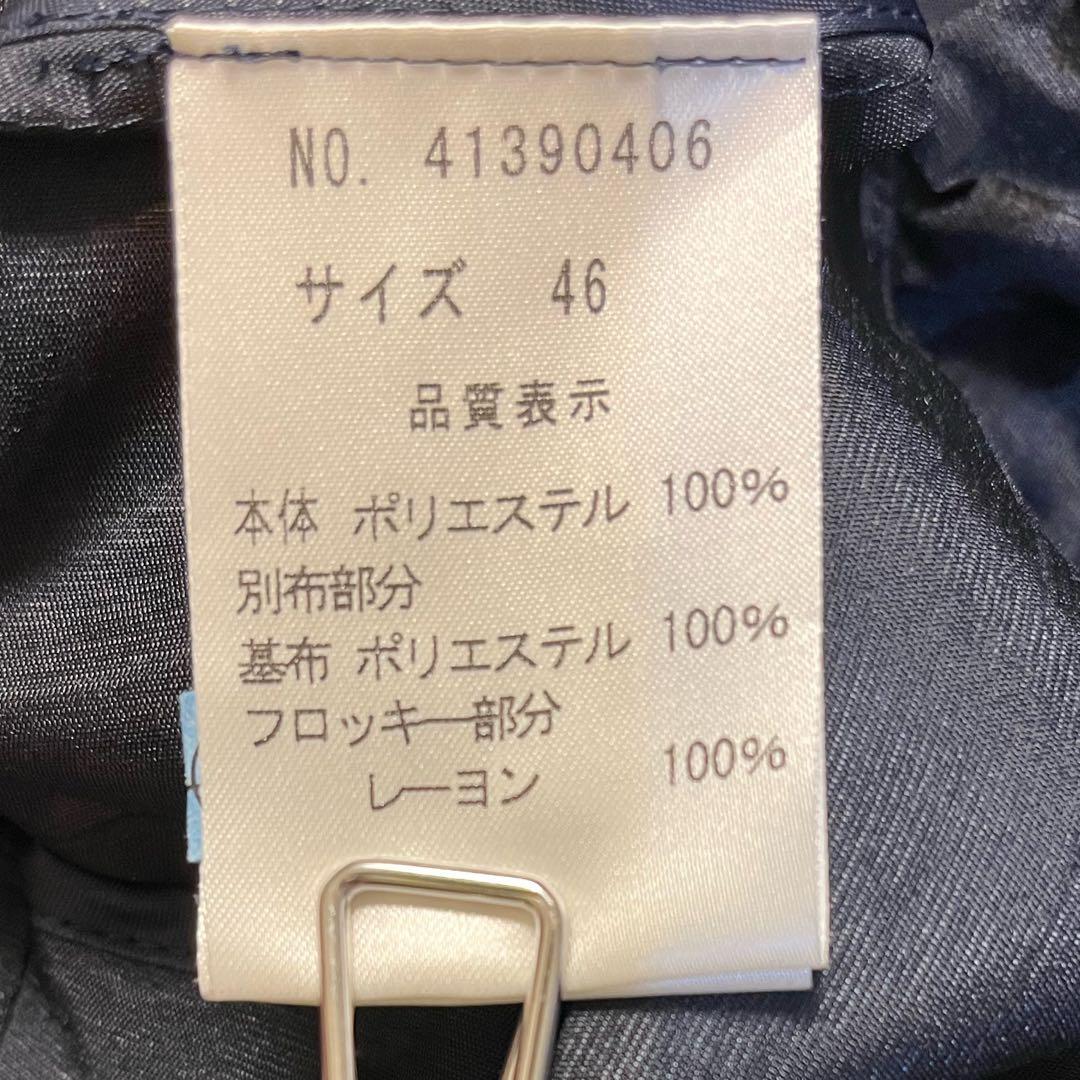 NO. 41390406
サイズ 46
品質表示
本体 ポリエステル 100%
別布部分
基布 ポリエステル 100%
フロッキー部分
レーヨン 100%